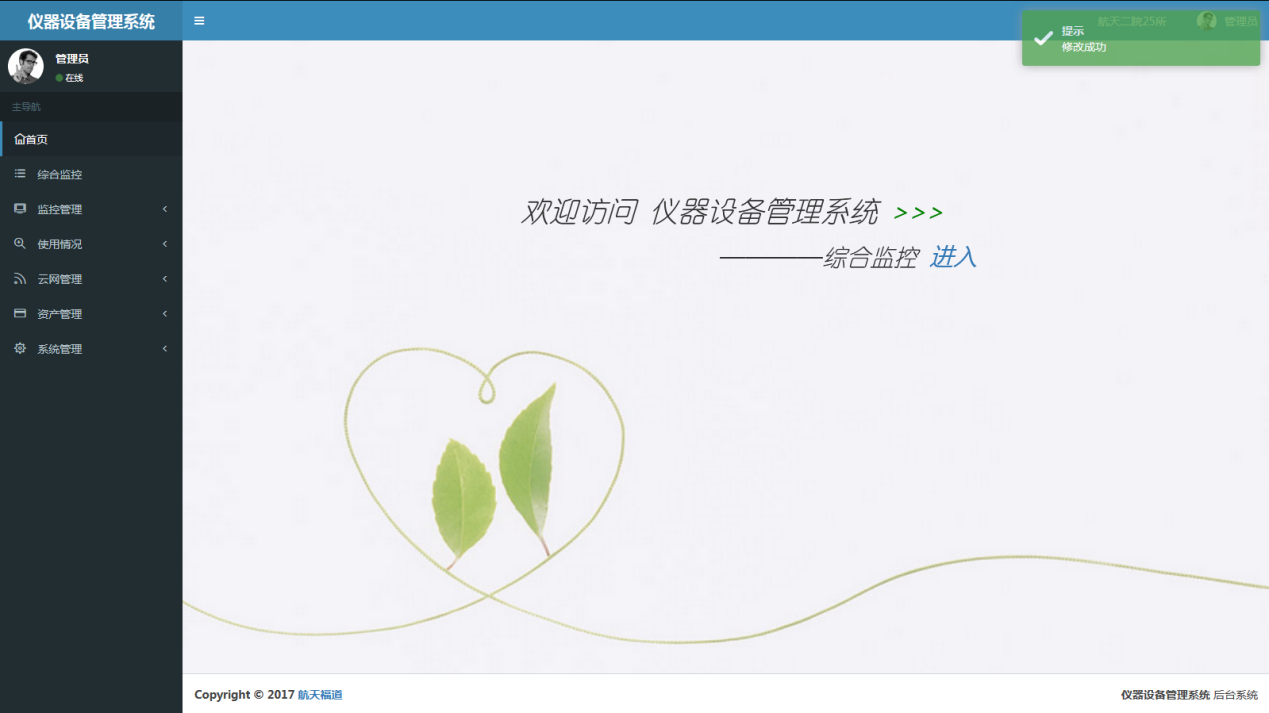 仪器设备管理系统
航天二院25所 管理员
提示
修改成功
管理员
在线
主导航
首页
综合监控
监控管理
使用情况
云网管理
资产管理
系统管理
欢迎访问 仪器设备管理系统 >>>
————综合监控 进入
Copyright © 2017 航天福道
仪器设备管理系统 后台系统